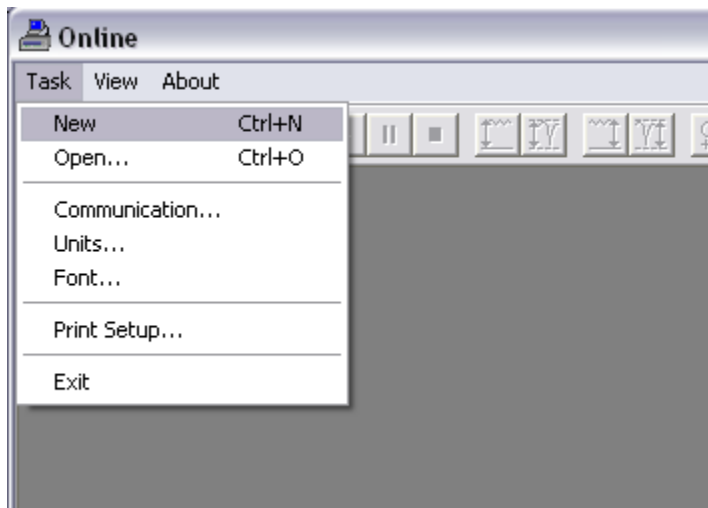 Online
Task View About
New Ctrl+N
Open... Ctrl+O
Communication...
Units...
Font...
Print Setup...
Exit